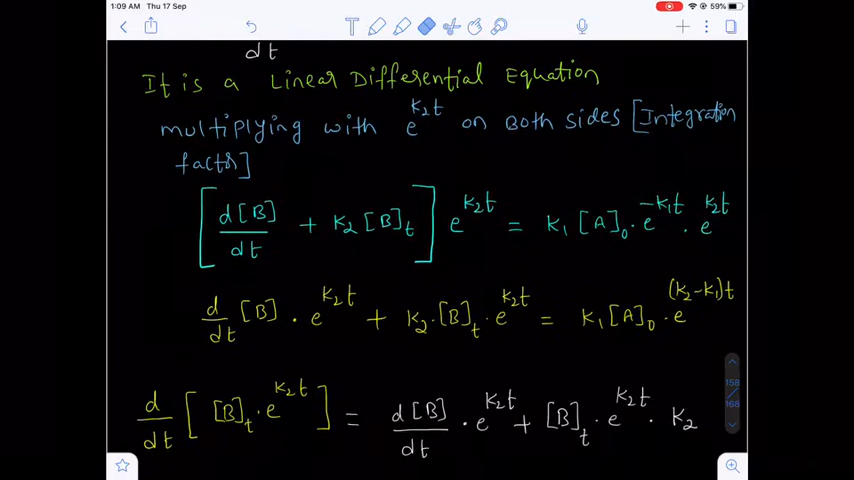 1:09 AM Thu 17 Sep 59%
dt
It is a Linear Differential Equation
multiplying with e^{k₂t} on Both sides [Integration
factor]
[d[B]/dt + K₂[B]ₜ] e^{k₂t} = K₁[A]₀ · e^{-k₁t} · e^{k₂t}
d/dt [B] · e^{k₂t} + K₂·[B]ₜ·e^{k₂t} = K₁[A]₀·e^{(k₂-k₁)t}
d/dt [[B]ₜ·e^{k₂t}] = d[B]/dt · e^{k₂t} + [B]ₜ · e^{k₂t} · K₂
158
/
168